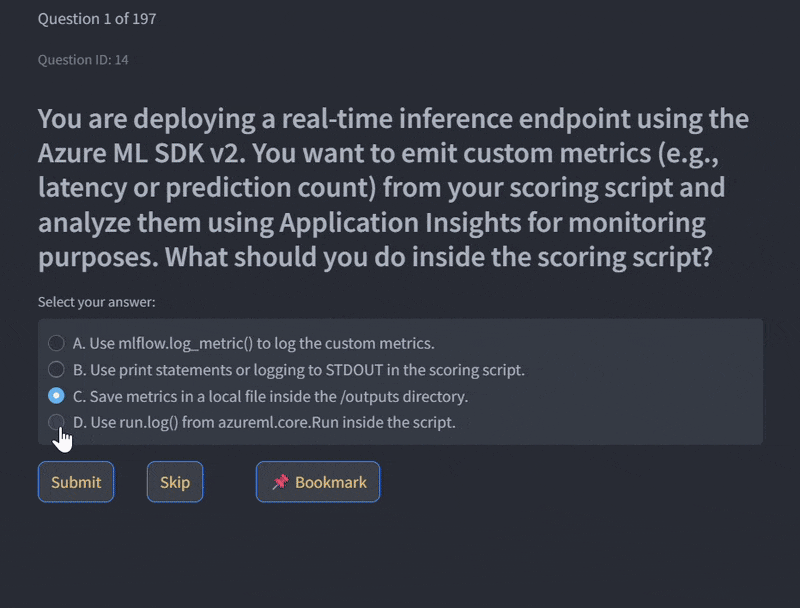 Question 1 of 197
Question ID: 14
You are deploying a real-time inference endpoint using the
Azure ML SDK v2. You want to emit custom metrics (e.g.,
latency or prediction count) from your scoring script and
analyze them using Application Insights for monitoring
purposes. What should you do inside the scoring script?
Select your answer:
A. Use mlflow.log_metric() to log the custom metrics.
B. Use print statements or logging to STDOUT in the scoring script.
C. Save metrics in a local file inside the /outputs directory.
D. Use run.log() from azureml.core.Run inside the script.
Submit Skip 📌 Bookmark